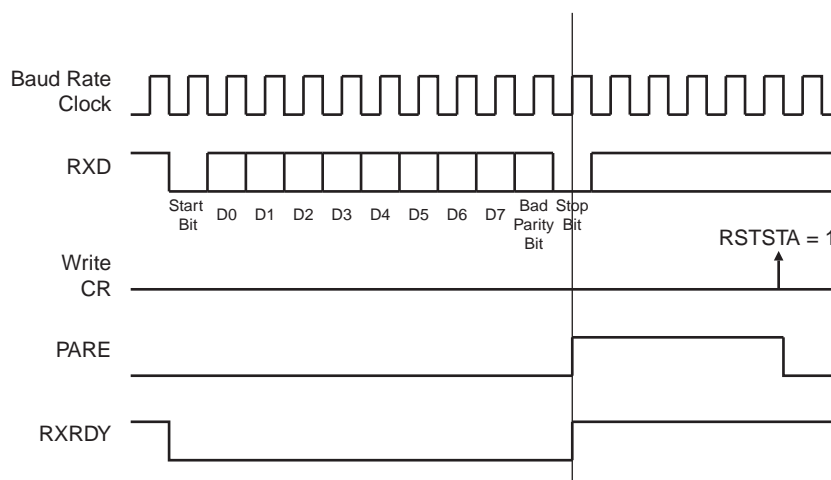 Baud Rate
Clock
RXD
Start
Bit
D0
D1
D2
D3
D4
D5
D6
D7
Bad
Parity
Bit
Stop
Bit
RSTSTA = 1
Write
CR
PARE
RXRDY